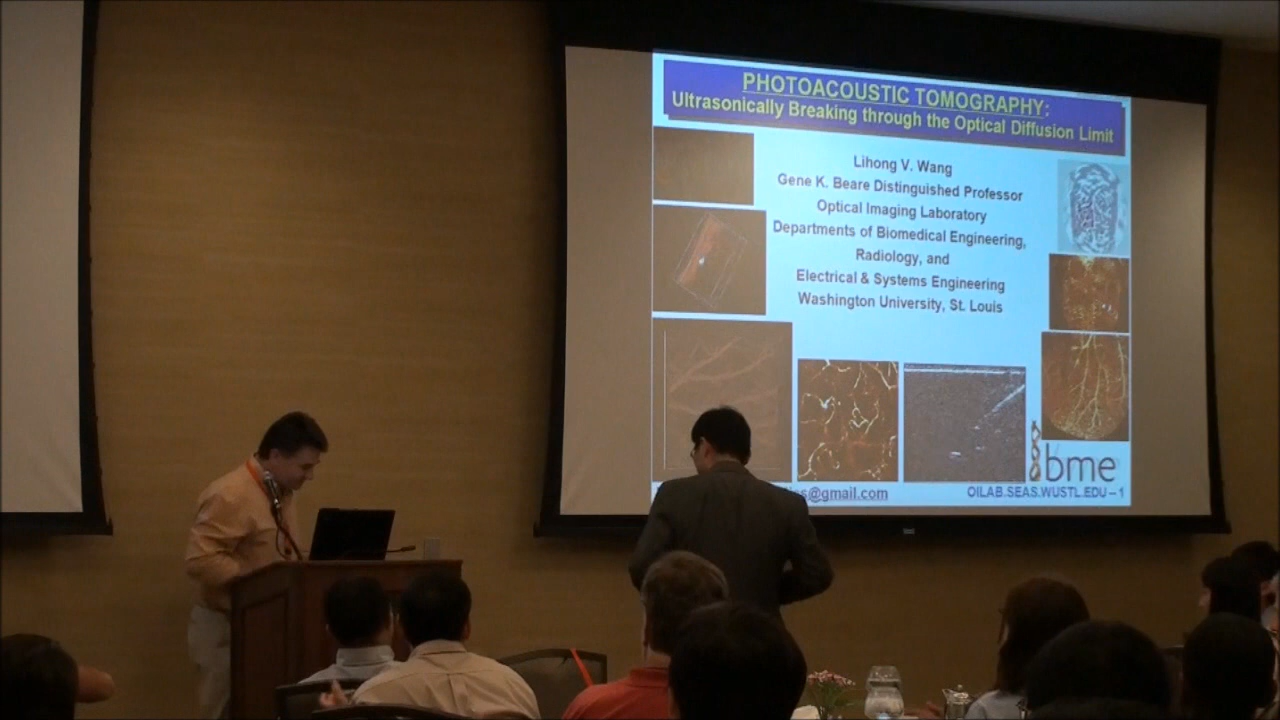 PHOTOACOUSTIC TOMOGRAPHY:
Ultrasonically Breaking through the Optical Diffusion Limit
Lihong V. Wang
Gene K. Beare Distinguished Professor
Optical Imaging Laboratory
Departments of Biomedical Engineering,
Radiology, and
Electrical & Systems Engineering
Washington University, St. Louis
bme
s@gmail.com
OILAB.SEAS.WUSTL.EDU – 1